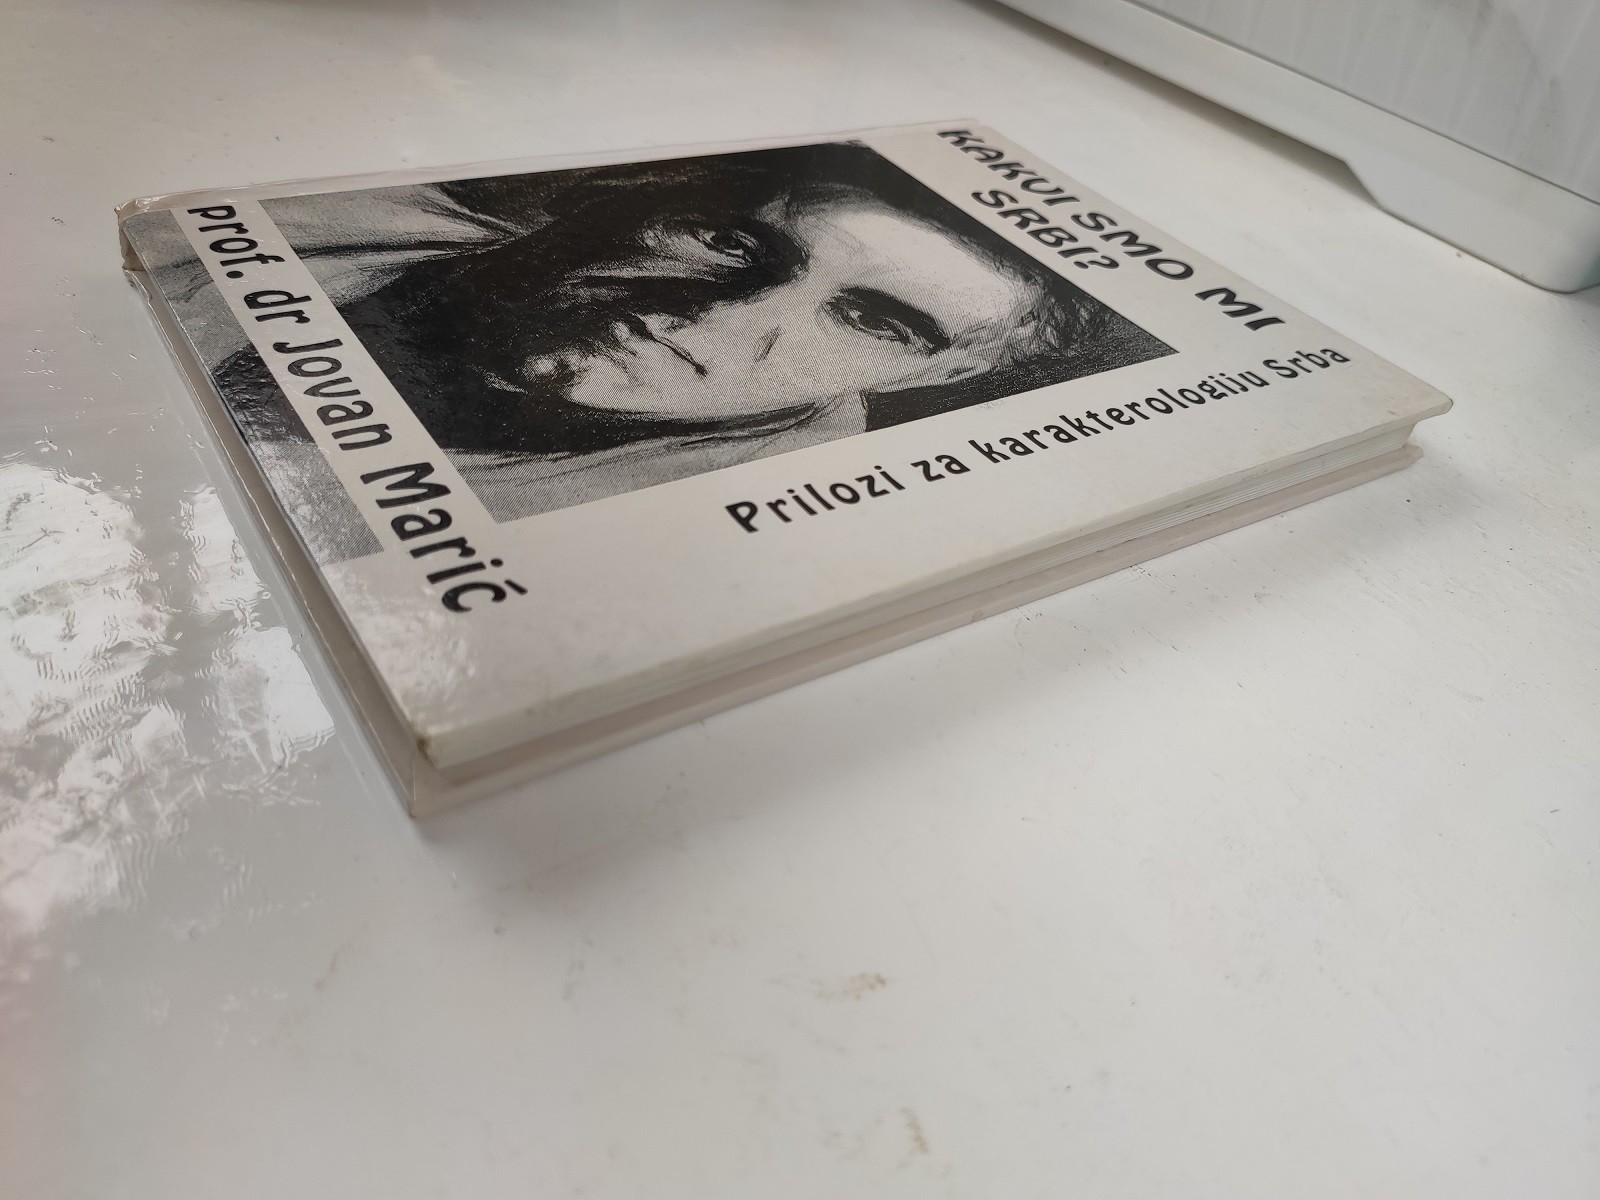 prof. dr Jovan Marić
KAKVI SMO MI
SRBI?
Prilozi za karakterologiju Srba